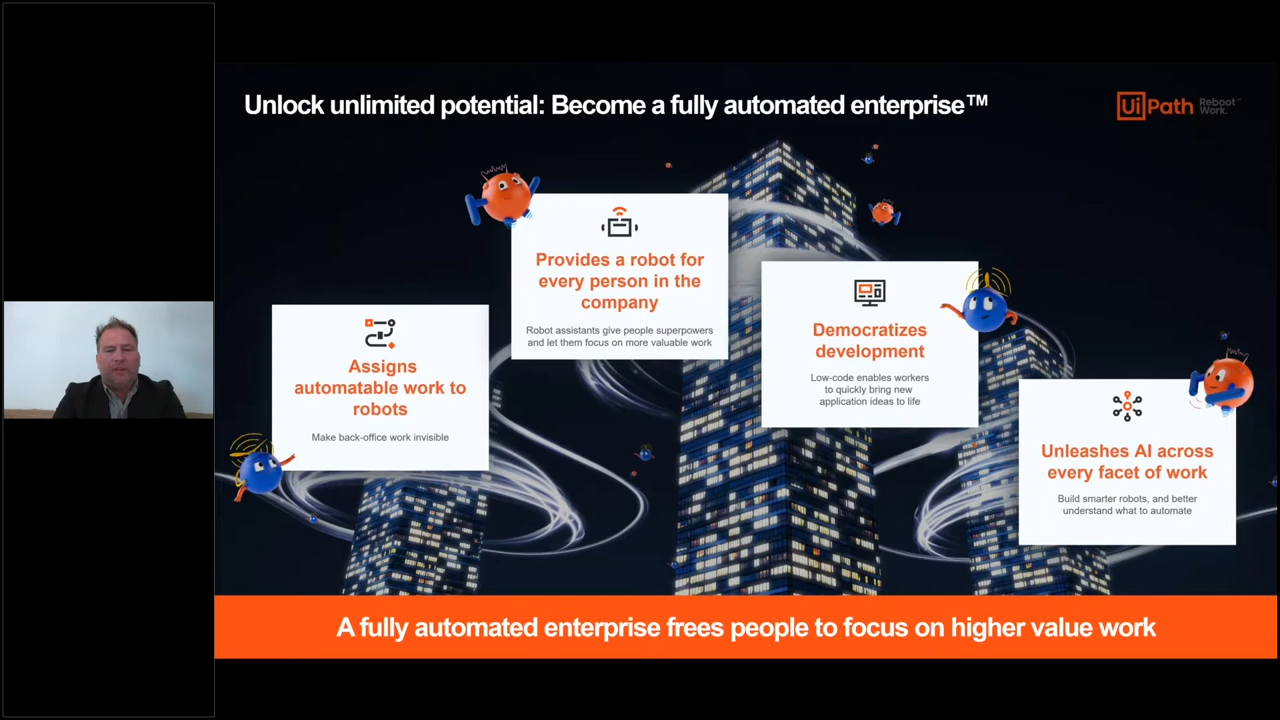 Unlock unlimited potential: Become a fully automated enterprise™
UiPath Reboot Work.™
Provides a robot for
every person in the
company
Robot assistants give people superpowers
and let them focus on more valuable work
Democratizes
development
Low-code enables workers
to quickly bring new
application ideas to life
Assigns
automatable work to
robots
Make back-office work invisible
Unleashes AI across
every facet of work
Build smarter robots, and better
understand what to automate
A fully automated enterprise frees people to focus on higher value work